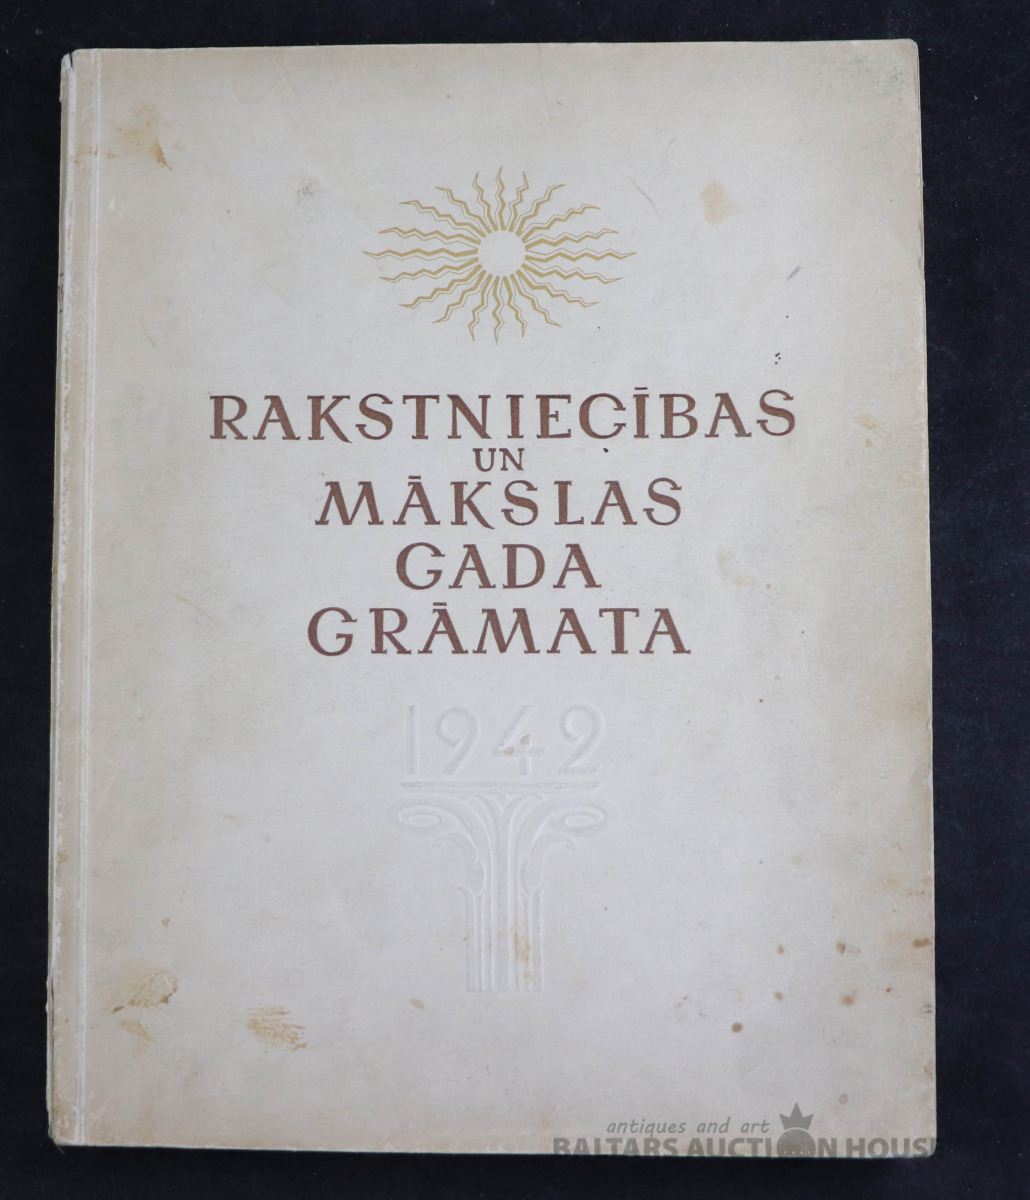 RAKSTNIECĪBAS
UN
MĀKSLAS
GADA
GRĀMATA
1942
antiques and art
BALTARS AUCTION HOUSE